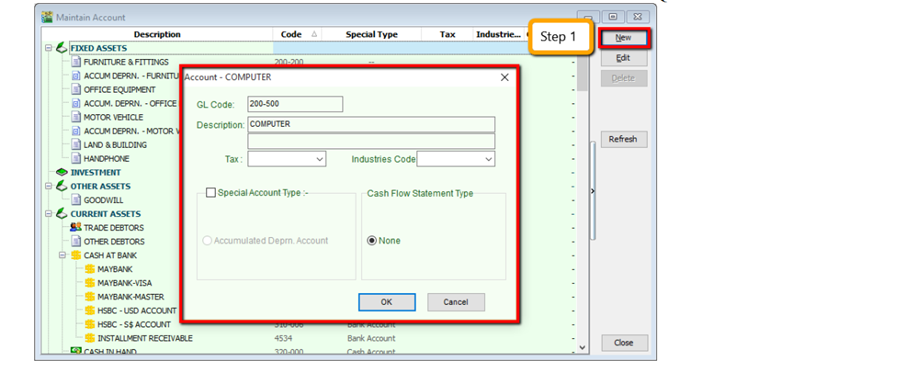 Maintain Account
Description Code Special Type Tax Industrie...
Step 1
New
Edit
Delete
Refresh
Close
FIXED ASSETS
FURNITURE & FITTINGS 200-200 --
ACCUM DEPRN. - FURNITU
OFFICE EQUIPMENT
ACCUM. DEPRN. - OFFICE
MOTOR VEHICLE
ACCUM DEPRN. - MOTOR V
LAND & BUILDING
HANDPHONE
INVESTMENT
OTHER ASSETS
GOODWILL
CURRENT ASSETS
TRADE DEBTORS
OTHER DEBTORS
CASH AT BANK
MAYBANK
MAYBANK-VISA
MAYBANK-MASTER
HSBC - USD ACCOUNT
HSBC - S$ ACCOUNT 310-006 Bank Account
INSTALLMENT RECEIVABLE 4534 Bank Account
CASH IN HAND 320-000 Cash Account
Account - COMPUTER
GL Code: 200-500
Description: COMPUTER
Tax : Industries Code
Special Account Type :-
Accumulated Deprn. Account
Cash Flow Statement Type
None
OK Cancel